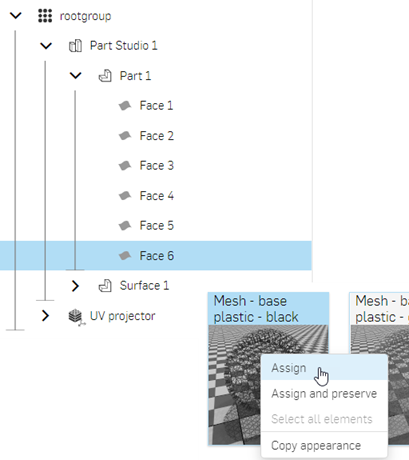 rootgroup
Part Studio 1
Part 1
Face 1
Face 2
Face 3
Face 4
Face 5
Face 6
Surface 1
UV projector
Mesh - base
plastic - black
Mesh - ba
plastic -
Assign
Assign and preserve
Select all elements
Copy appearance